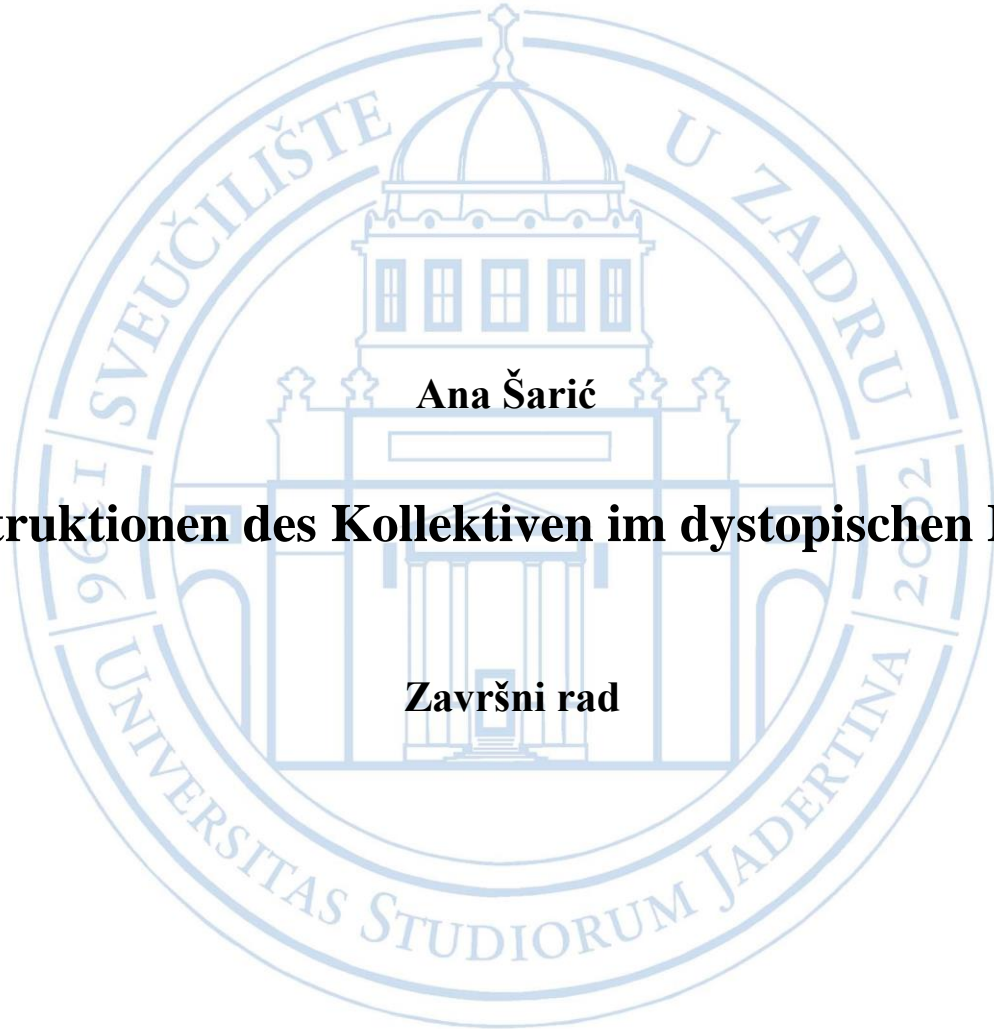 SVEUČILIŠTE U ZADRU
Ana Šarić
truktionen des Kollektiven im dystopischen
1396
2002
Završni rad
UNIVERSITAS STUDIORUM JADERTINA